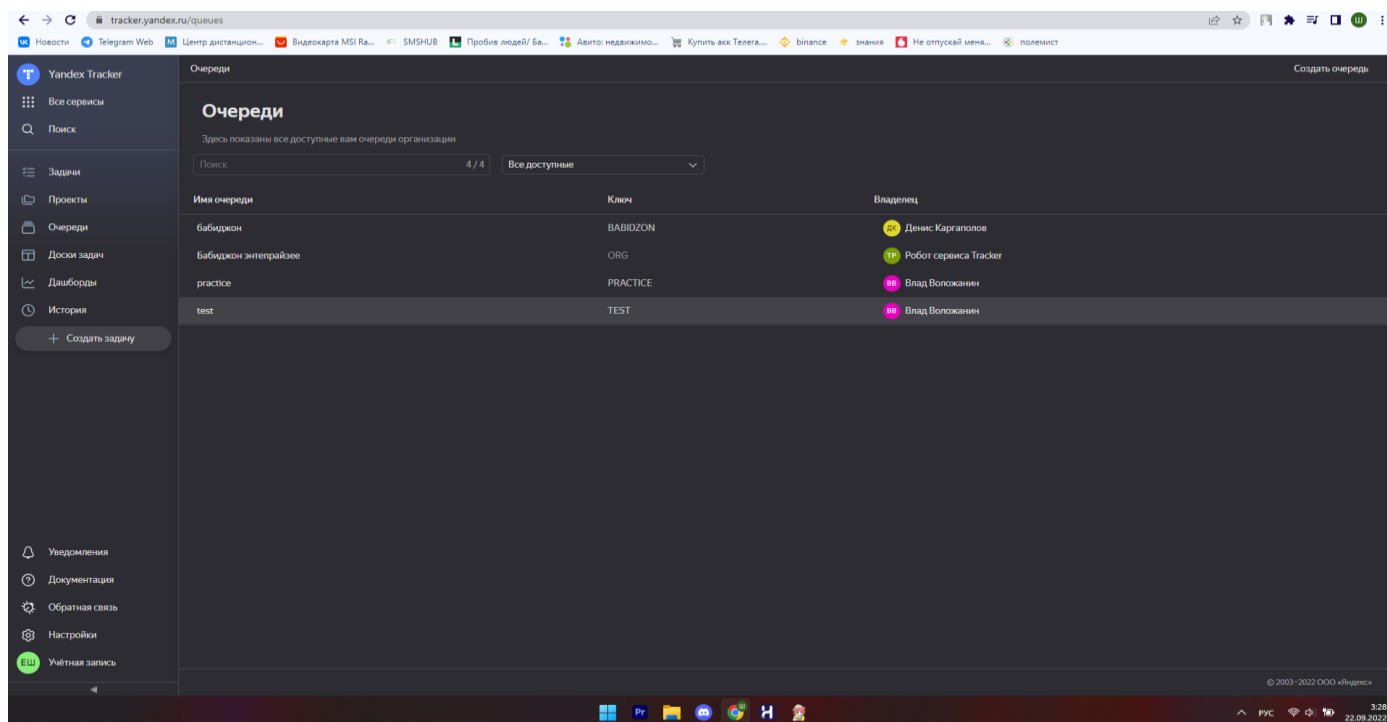 tracker.yandex.ru/queues
Ш
Новости Telegram Web Центр дистанцион... Видеокарта MSI Ra... SMSHUB Пробив людей/ Ба... Авито: недвижимо... Купить акк Телега.... binance знания Не отпускай меня... полемист
Yandex Tracker
Все сервисы
Поиск
Задачи
Проекты
Очереди
Доски задач
Дашборды
История
+ Создать задачу
Уведомления
Документация
Обратная связь
Настройки
ЕШ Учётная запись
Очереди Создать очередь
Очереди
Здесь показаны все доступные вам очереди организации
Поиск 4 / 4 Все доступные
Имя очереди Ключ Владелец
бабиджон BABIDZON ДК Денис Каргаполов
Бабиджон энтепрайзее ORG ТР Робот сервиса Tracker
practice PRACTICE ВВ Влад Воложанин
test TEST ВВ Влад Воложанин
© 2003–2022 ООО «Яндекс»
Pr РУС 3:28
22.09.2022